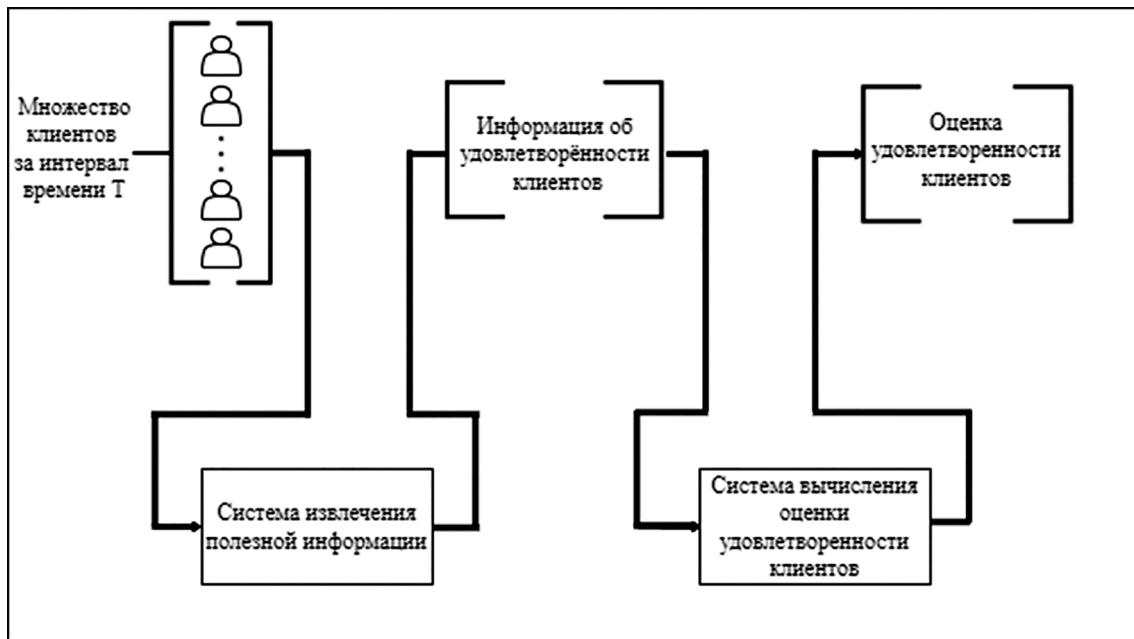 Множество
клиентов
за интервал
времени T
Информация об
удовлетворённости
клиентов
Оценка
удовлетворенности
клиентов
Система извлечения
полезной информации
Система вычисления
оценки
удовлетворенности
клиентов